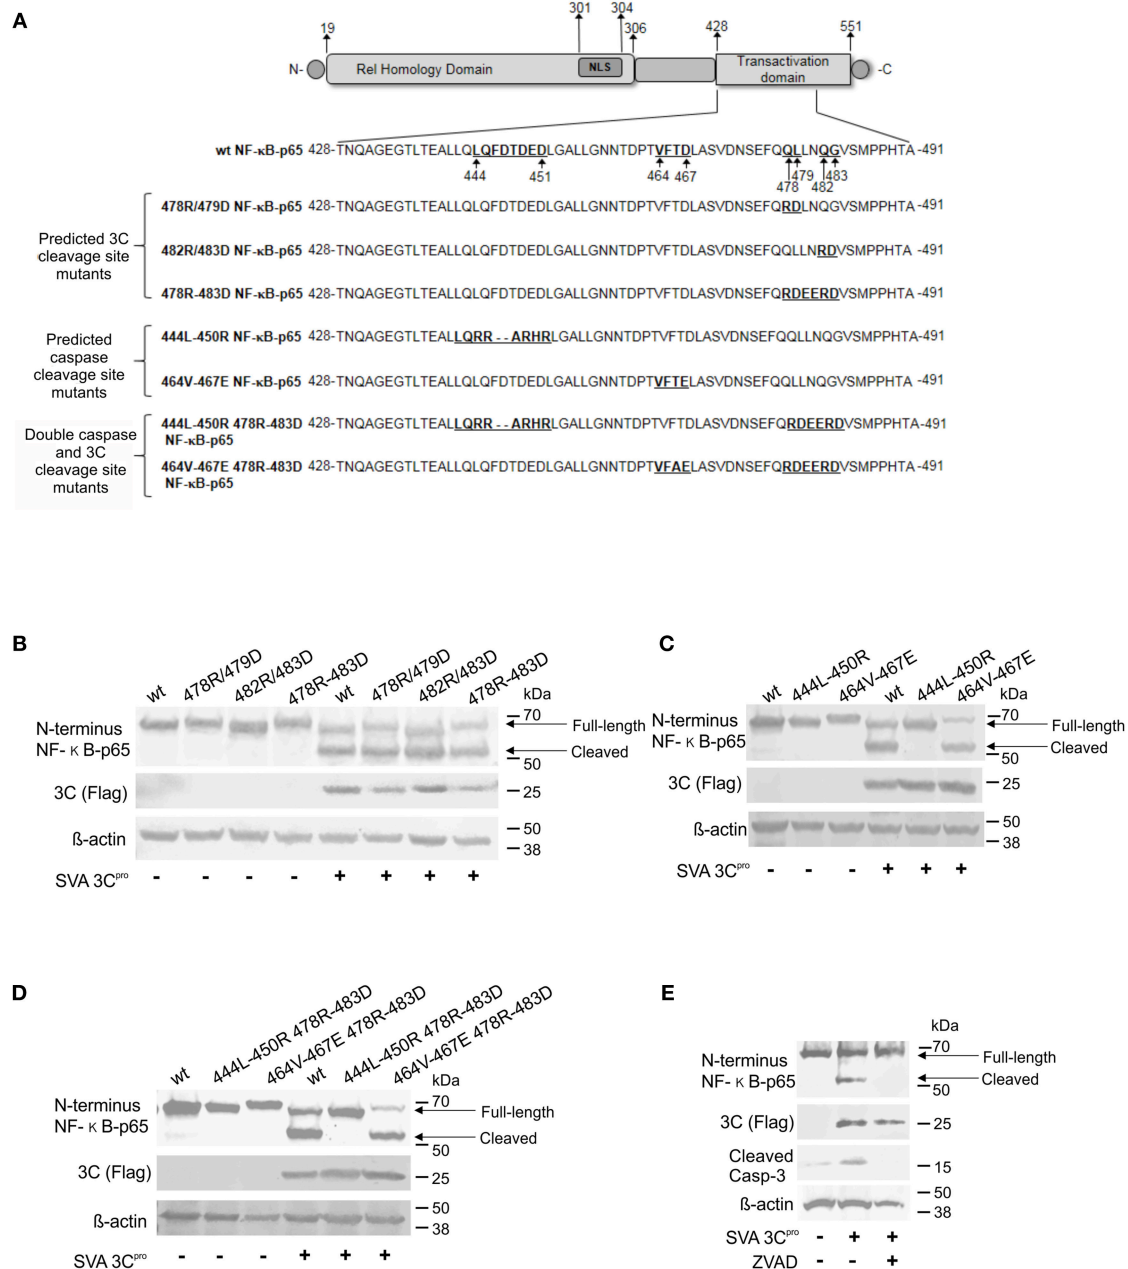 A
19 301 304 306 428 551
N- Rel Homology Domain NLS Transactivation domain -C
wt NF-κB-p65 428-TNQAGEGTLTEALLQLQFDTDEDLGALLGNNTDPTVFTDLASVDNSEFQQLLNQGVSMPPHTA -491
444 451 464 467 478 479 482 483
Predicted 3C cleavage site mutants
478R/479D NF-κB-p65 428-TNQAGEGTLTEALLQLQFDTDEDLGALLGNNTDPTVFTDLASVDNSEFQRDLNQGVSMPPHTA -491
482R/483D NF-κB-p65 428-TNQAGEGTLTEALLQLQFDTDEDLGALLGNNTDPTVFTDLASVDNSEFQQLLNRDVSMPPHTA -491
478R-483D NF-κB-p65 428-TNQAGEGTLTEALLQLQFDTDEDLGALLGNNTDPTVFTDLASVDNSEFQRDEERDVSMPPHTA -491
Predicted caspase cleavage site mutants
444L-450R NF-κB-p65 428-TNQAGEGTLTEALLQRR - - ARHRLGALLGNNTDPTVFTDLASVDNSEFQQLLNQGVSMPPHTA-491
464V-467E NF-κB-p65 428-TNQAGEGTLTEALLQLQFDTDEDLGALLGNNTDPTVFTELASVDNSEFQQLLNQGVSMPPHTA -491
Double caspase and 3C cleavage site mutants
444L-450R 478R-483D NF-κB-p65 428-TNQAGEGTLTEALLQRR - - ARHRLGALLGNNTDPTVFTDLASVDNSEFQRDEERDVSMPPHTA-491
464V-467E 478R-483D NF-κB-p65 428-TNQAGEGTLTEALLQLQFDTDEDLGALLGNNTDPTVFAELASVDNSEFQRDEERDVSMPPHTA -491
B
wt 478R/479D 482R/483D 478R-483D wt 478R/479D 482R/483D 478R-483D kDa
N-terminus NF-κB-p65 70 Full-length
Cleaved 50
3C (Flag) 25
ß-actin 50
38
SVA 3Cpro - - - - + + + +
C
wt 444L-450R 464V-467E wt 444L-450R 464V-467E kDa
N-terminus NF-κB-p65 70 Full-length
Cleaved 50
3C (Flag) 25
ß-actin 50
38
SVA 3Cpro - - - + + +
D
wt 444L-450R 478R-483D 464V-467E 478R-483D wt 444L-450R 478R-483D 464V-467E 478R-483D kDa
N-terminus NF-κB-p65 70 Full-length
Cleaved 50
3C (Flag) 25
ß-actin 50
38
SVA 3Cpro - - - + + +
E
kDa
N-terminus NF-κB-p65 70 Full-length
Cleaved 50
3C (Flag) 25
Cleaved Casp-3 15
ß-actin 50
38
SVA 3Cpro - + +
ZVAD - - +